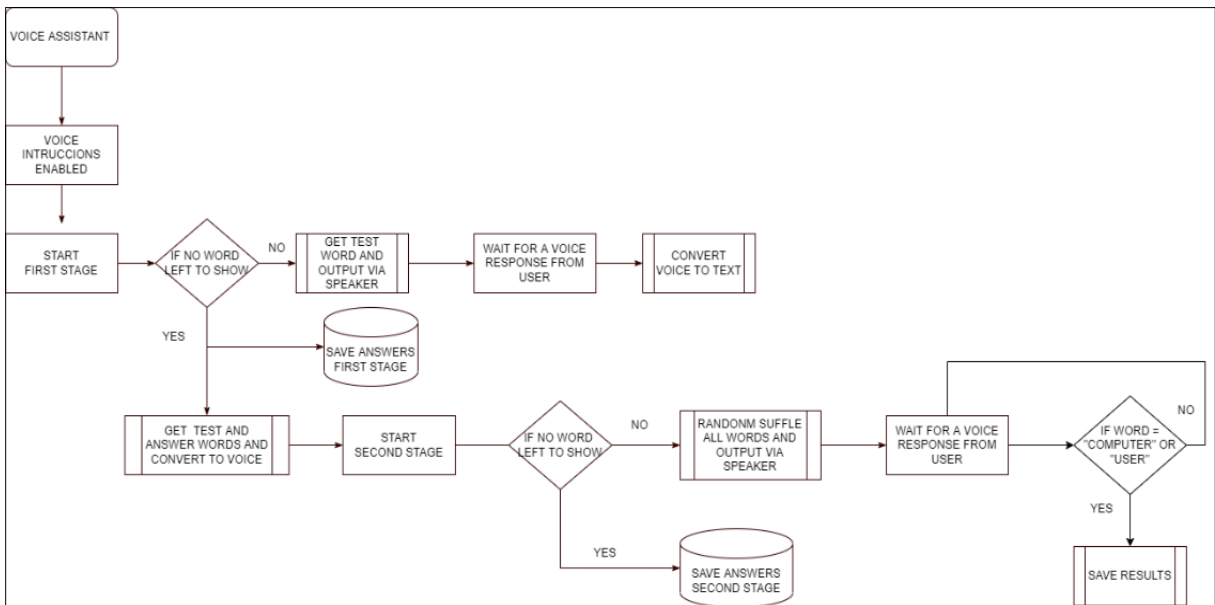 VOICE ASSISTANT
VOICE
INTRUCCIONS
ENABLED
START
FIRST STAGE
IF NO WORD
LEFT TO SHOW
NO
GET TEST
WORD AND
OUTPUT VIA
SPEAKER
WAIT FOR A VOICE
RESPONSE FROM
USER
CONVERT
VOICE TO TEXT
YES
SAVE ANSWERS
FIRST STAGE
GET TEST AND
ANSWER WORDS AND
CONVERT TO VOICE
START
SECOND STAGE
IF NO WORD
LEFT TO SHOW
NO
RANDONM SUFFLE
ALL WORDS AND
OUTPUT VIA
SPEAKER
WAIT FOR A VOICE
RESPONSE FROM
USER
IF WORD =
"COMPUTER" OR
"USER"
NO
YES
SAVE ANSWERS
SECOND STAGE
YES
SAVE RESULTS